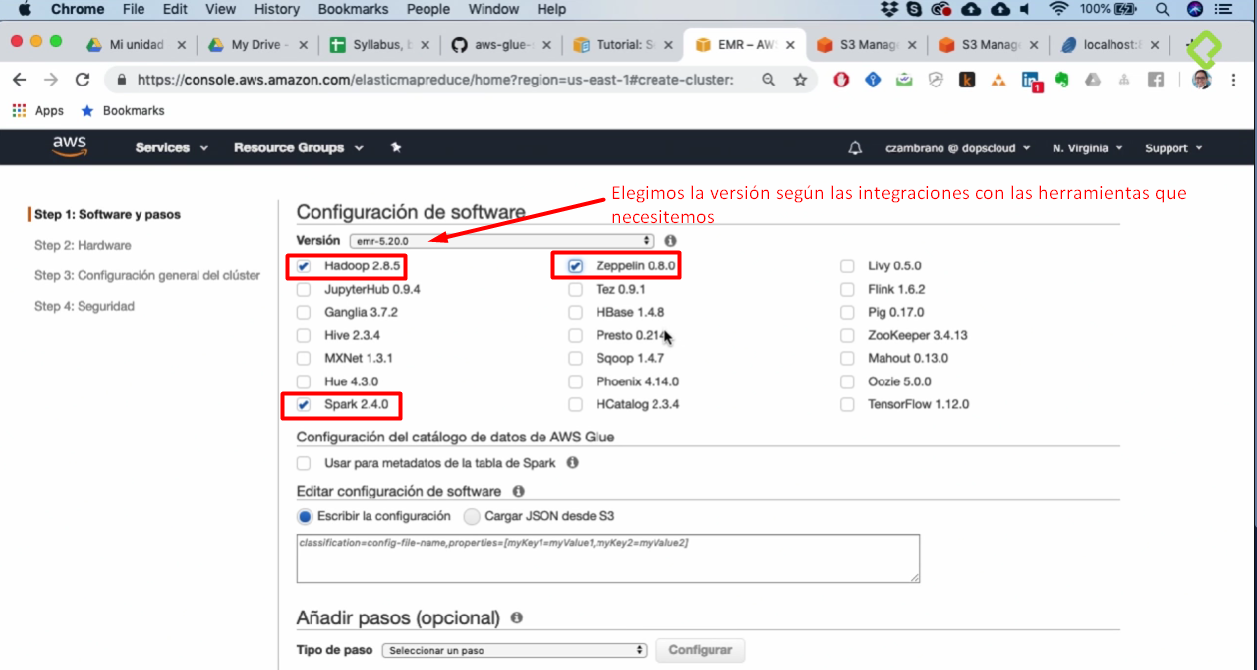 Chrome File Edit View History Bookmarks People Window Help 100%
Mi unidad My Drive - Syllabus, aws-glue- Tutorial: S EMR – AW S3 Manag S3 Manag localhost:
https://console.aws.amazon.com/elasticmapreduce/home?region=us-east-1#create-cluster:
Apps Bookmarks
aws Services Resource Groups czambrano @ dopscloud N. Virginia Support
Elegimos la versión según las integraciones con las herramientas que
necesitemos
Step 1: Software y pasos
Step 2: Hardware
Step 3: Configuración general del clúster
Step 4: Seguridad
Configuración de software
Versión emr-5.20.0
Hadoop 2.8.5 Zeppelin 0.8.0 Livy 0.5.0
JupyterHub 0.9.4 Tez 0.9.1 Flink 1.6.2
Ganglia 3.7.2 HBase 1.4.8 Pig 0.17.0
Hive 2.3.4 Presto 0.214 ZooKeeper 3.4.13
MXNet 1.3.1 Sqoop 1.4.7 Mahout 0.13.0
Hue 4.3.0 Phoenix 4.14.0 Oozie 5.0.0
Spark 2.4.0 HCatalog 2.3.4 TensorFlow 1.12.0
Configuración del catálogo de datos de AWS Glue
Usar para metadatos de la tabla de Spark
Editar configuración de software
Escribir la configuración Cargar JSON desde S3
classification=config-file-name,properties=[myKey1=myValue1,myKey2=myValue2]
Añadir pasos (opcional)
Tipo de paso Seleccionar un paso Configurar